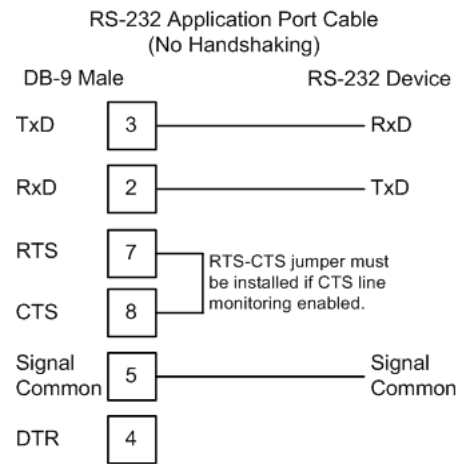 RS-232 Application Port Cable
(No Handshaking)
DB-9 Male
RS-232 Device
TxD
3
RxD
RxD
2
TxD
RTS
7
RTS-CTS jumper must
be installed if CTS line
monitoring enabled.
CTS
8
Signal
Common
5
Signal
Common
DTR
4